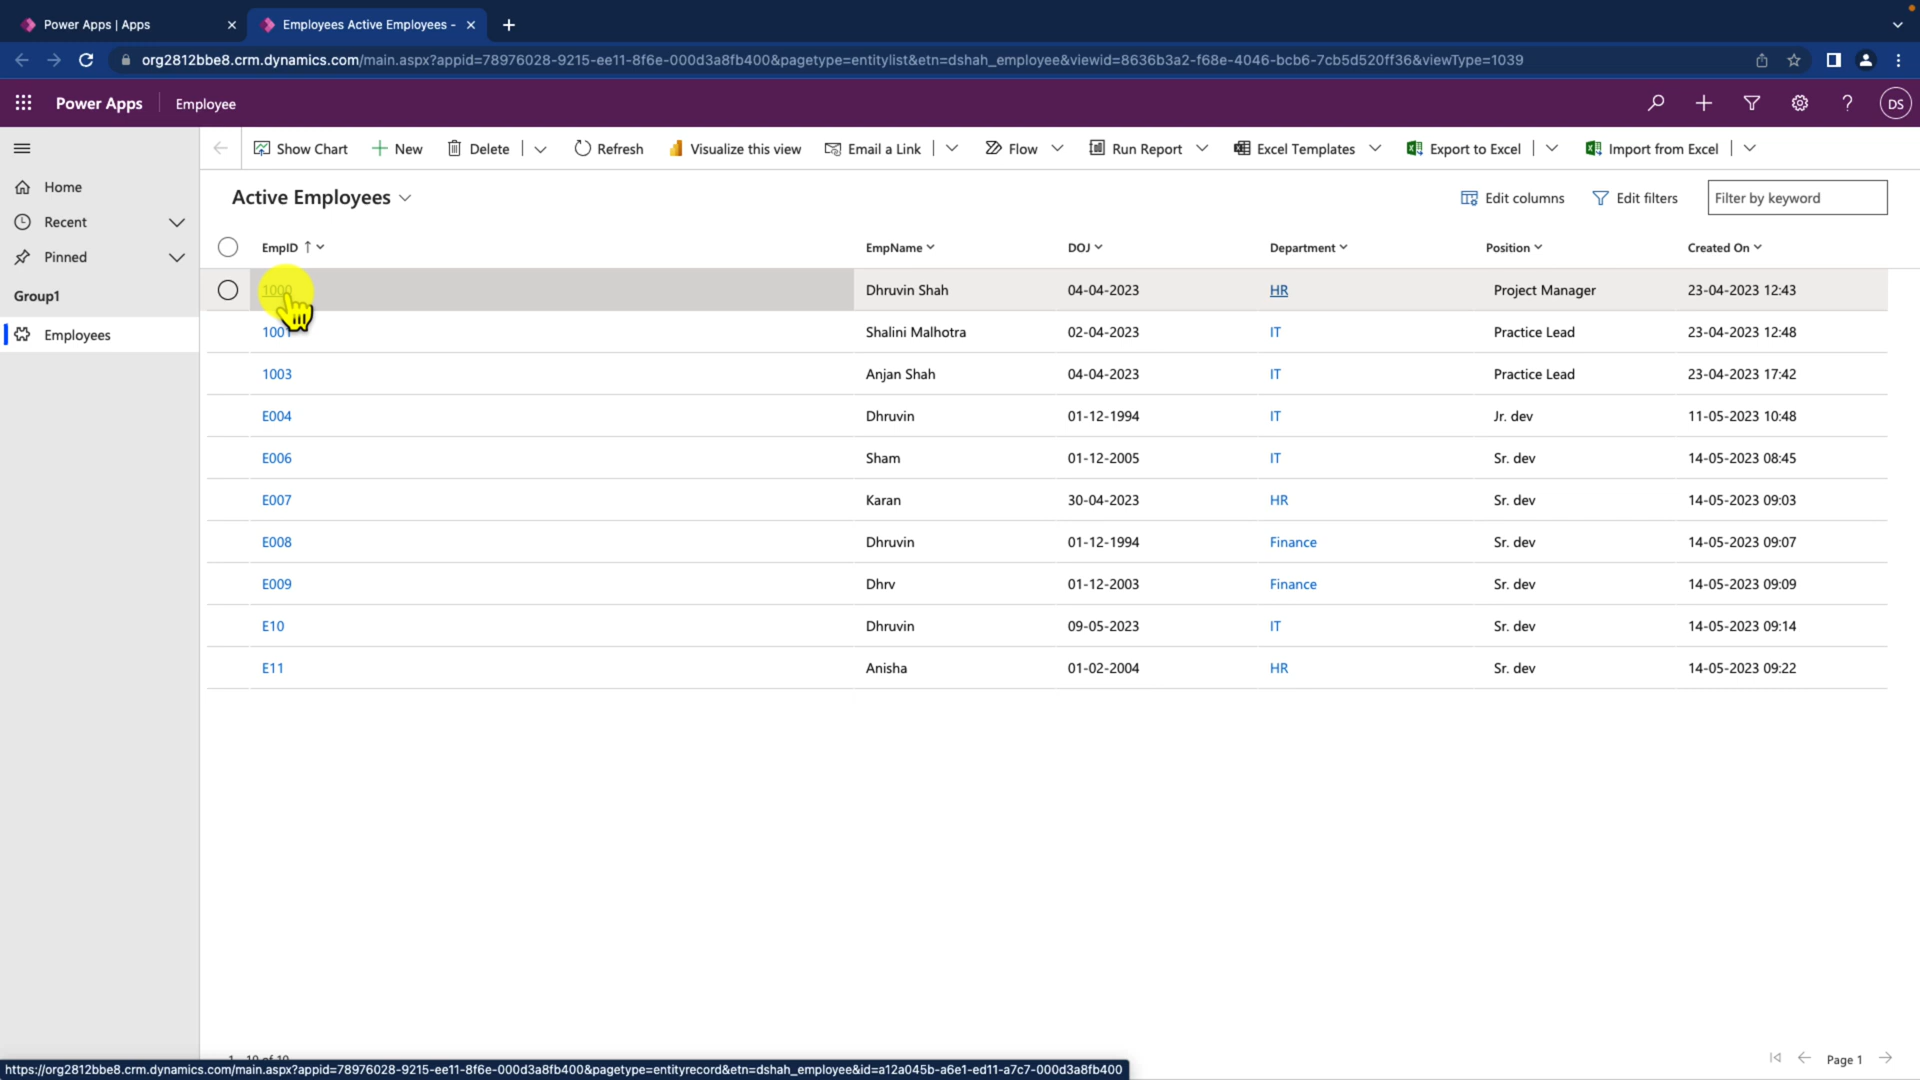 Power Apps | Apps
Employees Active Employees -
org2812bbe8.crm.dynamics.com/main.aspx?appid=78976028-9215-ee11-8f6e-000d3a8fb400&pagetype=entitylist&etn=dshah_employee&viewid=8636b3a2-f68e-4046-bcb6-7cb5d520ff36&viewType=1039
Power Apps Employee DS
Show Chart New Delete Refresh Visualize this view Email a Link Flow Run Report Excel Templates Export to Excel Import from Excel
Home
Recent
Pinned
Group1
Employees
Active Employees Edit columns Edit filters Filter by keyword
EmpID EmpName DOJ Department Position Created On
1000 Dhruvin Shah 04-04-2023 HR Project Manager 23-04-2023 12:43
1001 Shalini Malhotra 02-04-2023 IT Practice Lead 23-04-2023 12:48
1003 Anjan Shah 04-04-2023 IT Practice Lead 23-04-2023 17:42
E004 Dhruvin 01-12-1994 IT Jr. dev 11-05-2023 10:48
E006 Sham 01-12-2005 IT Sr. dev 14-05-2023 08:45
E007 Karan 30-04-2023 HR Sr. dev 14-05-2023 09:03
E008 Dhruvin 01-12-1994 Finance Sr. dev 14-05-2023 09:07
E009 Dhrv 01-12-2003 Finance Sr. dev 14-05-2023 09:09
E10 Dhruvin 09-05-2023 IT Sr. dev 14-05-2023 09:14
E11 Anisha 01-02-2004 HR Sr. dev 14-05-2023 09:22
1 - 10 of 10 Page 1
https://org2812bbe8.crm.dynamics.com/main.aspx?appid=78976028-9215-ee11-8f6e-000d3a8fb400&pagetype=entityrecord&etn=dshah_employee&id=a12a045b-a6e1-ed11-a7c7-000d3a8fb400